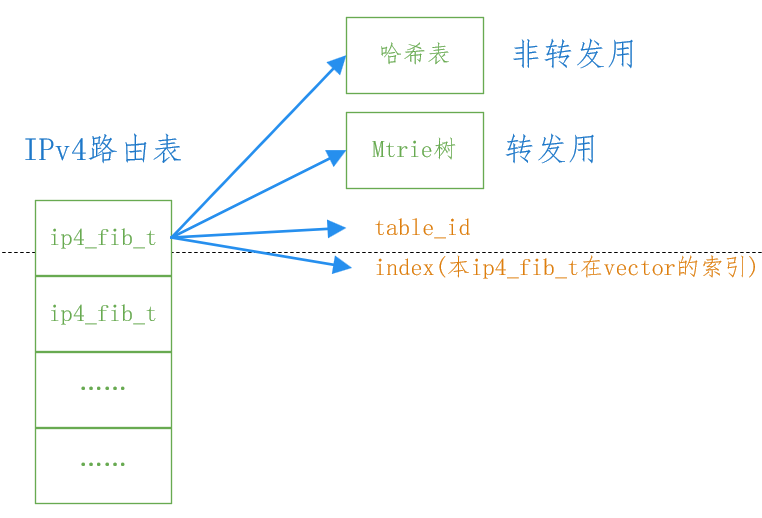 哈希表 非转发用
IPv4路由表
Mtrie树 转发用
ip4_fib_t
table_id
index(本ip4_fib_t在vector的索引)
ip4_fib_t
······
······